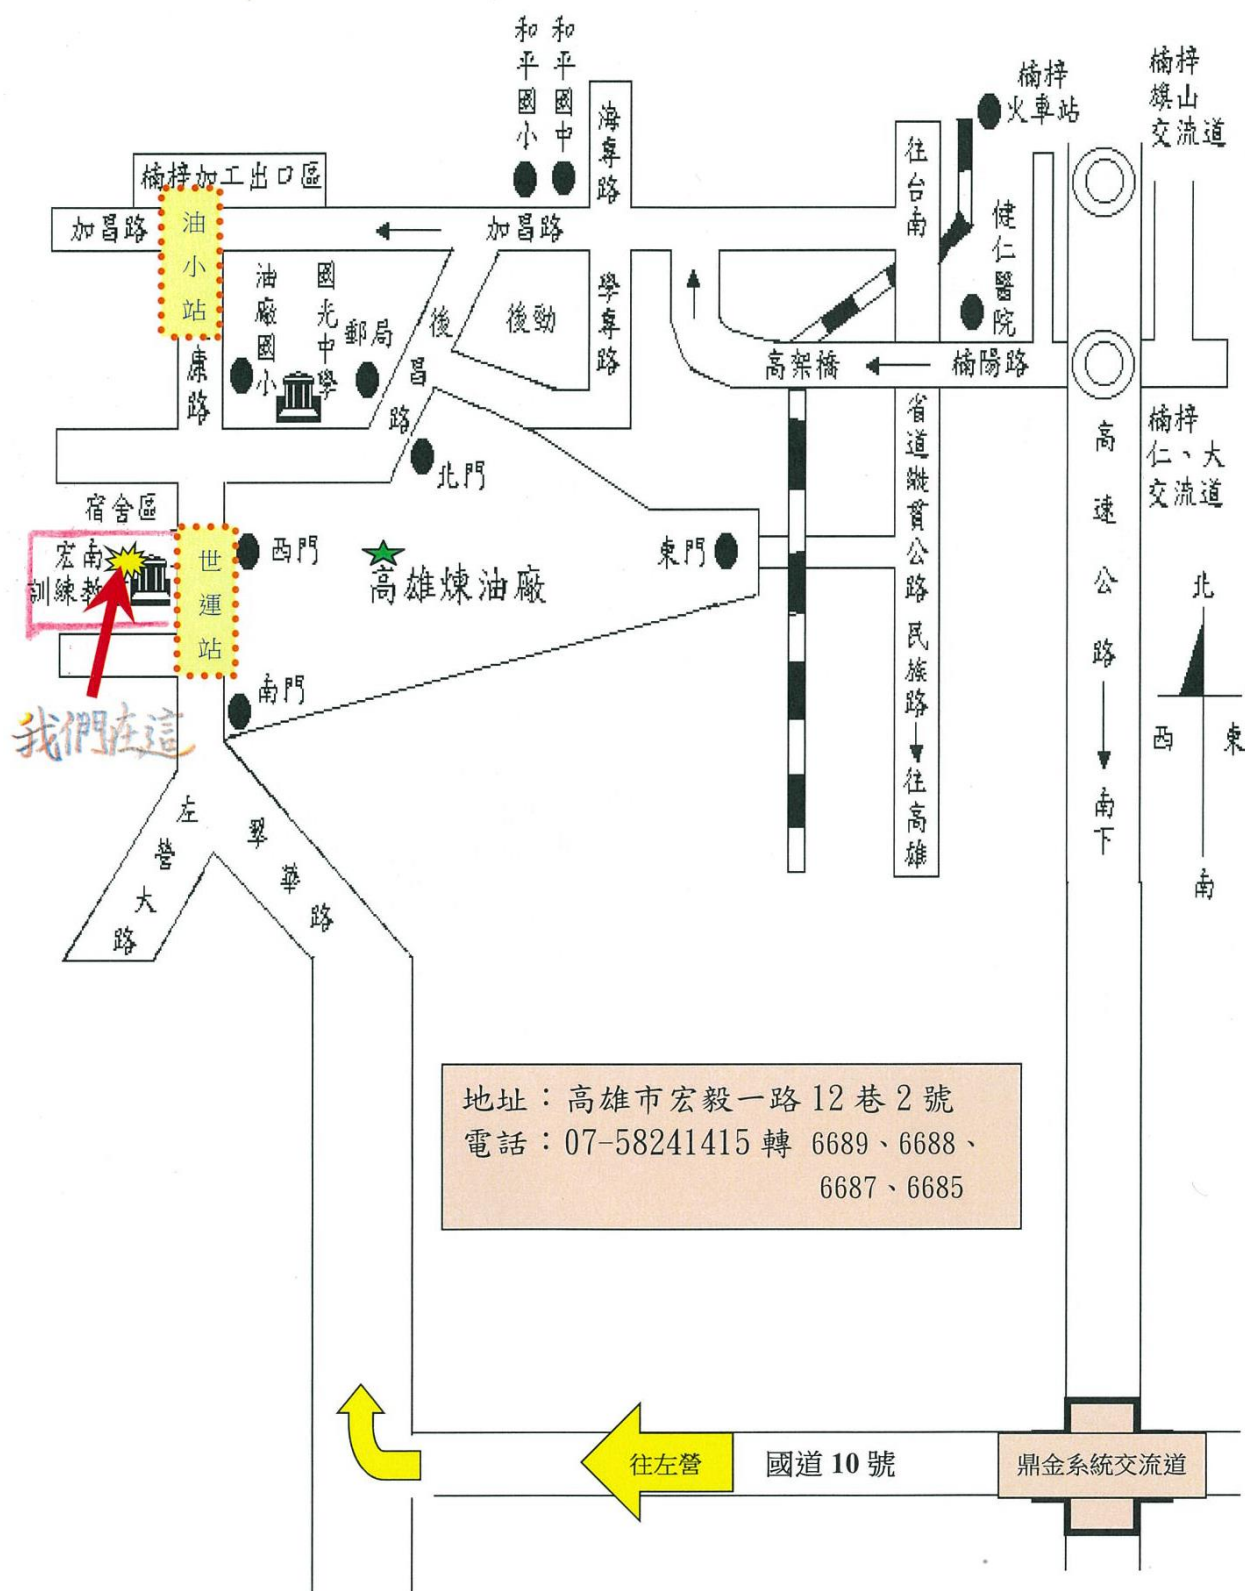 和平國小
和平國中
海專路
楠梓
火車站
楠梓
旗山
交流道
楠梓加工出口區
往台南
加昌路
油小站
加昌路
健仁醫院
油廠國小
國光中學
郵局
後昌路
後勁
學專路
高架橋
楠陽路
康路
北門
省道縱貫公路 民族路
往高雄
高速公路
南下
楠梓
仁、大
交流道
宿舍區
宏南
訓練教
世運站
西門
高雄煉油廠
東門
南門
我們在這
北
西
東
南
左營大路
翠華路
地址：高雄市宏毅一路 12 巷 2 號
電話：07-58241415 轉 6689、6688、
6687、6685
往左營
國道 10 號
鼎金系統交流道